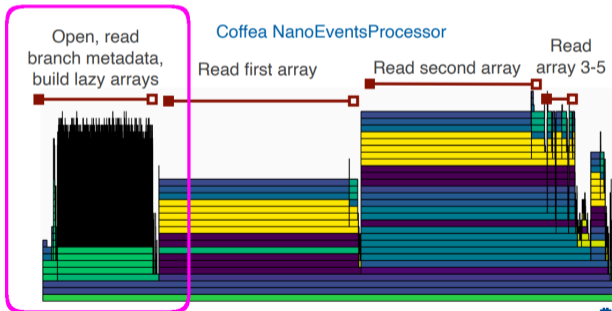 Coffea NanoEventsProcessor
Open, read
branch metadata,
build lazy arrays
Read first array
Read second array
Read
array 3-5